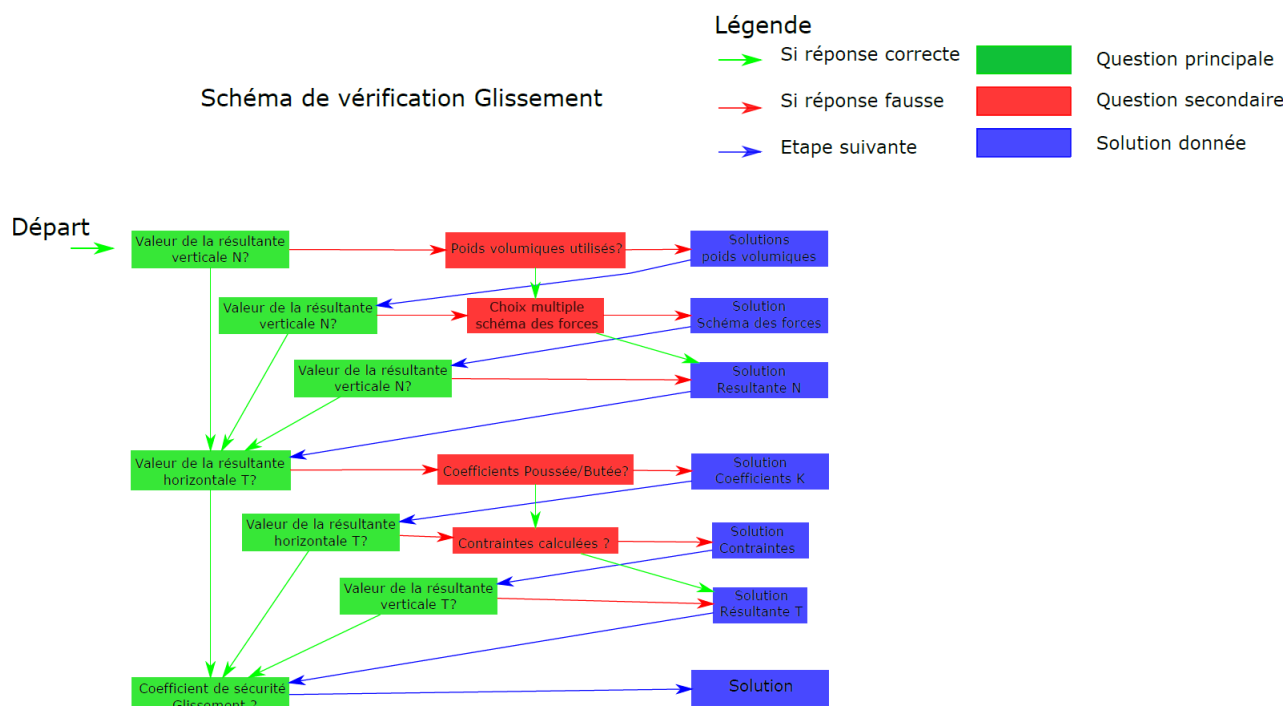 Légende
Si réponse correcte
Question principale
Schéma de vérification Glissement
Si réponse fausse
Question secondaire
Etape suivante
Solution donnée
Départ
Valeur de la résultante
verticale N?
Poids volumiques utilisés?
Solutions
poids volumiques
Valeur de la résultante
verticale N?
Choix multiple
schéma des forces
Solution
Schéma des forces
Valeur de la résultante
verticale N?
Solution
Resultante N
Valeur de la résultante
horizontale T?
Coefficients Poussée/Butée?
Solution
Coefficients K
Valeur de la résultante
horizontale T?
Contraintes calculées ?
Solution
Contraintes
Valeur de la résultante
verticale T?
Solution
Résultante T
Coefficient de sécurité
Glissement ?
Solution